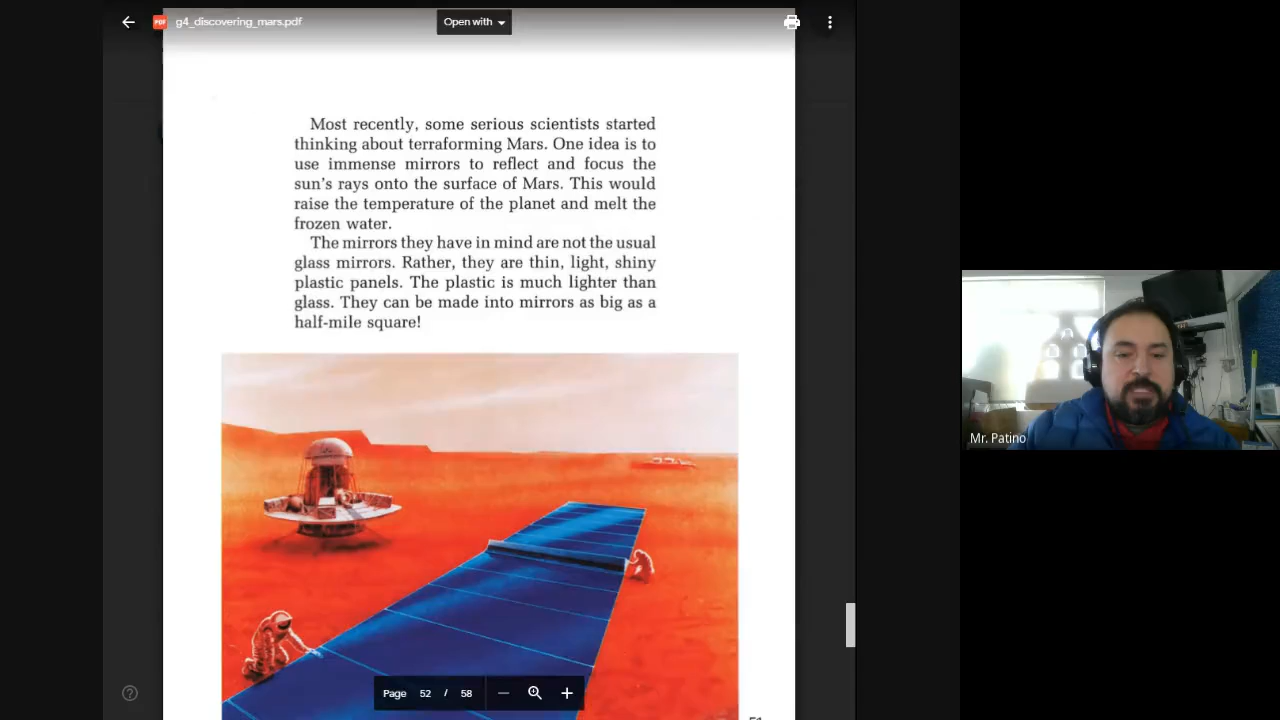 g4_discovering_mars.pdf
Open with
Most recently, some serious scientists started
thinking about terraforming Mars. One idea is to
use immense mirrors to reflect and focus the
sun's rays onto the surface of Mars. This would
raise the temperature of the planet and melt the
frozen water.
The mirrors they have in mind are not the usual
glass mirrors. Rather, they are thin, light, shiny
plastic panels. The plastic is much lighter than
glass. They can be made into mirrors as big as a
half-mile square!
Mr. Patino
Page 52 / 58